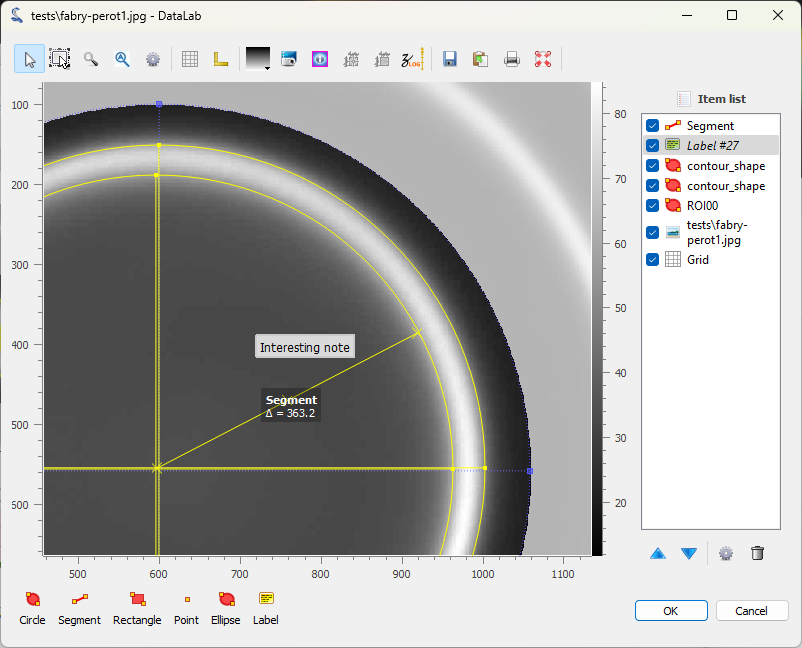 tests\fabry-perot1.jpg - DataLab
LOG
Item list
Segment
Label #27
contour_shape
contour_shape
ROI00
tests\fabry-
perot1.jpg
Grid
100
200
300
400
500
500
80
70
60
50
40
30
20
Interesting note
Segment
Δ = 363.2
500
600
700
800
900
1000
1100
Circle
Segment
Rectangle
Point
Ellipse
Label
OK
Cancel